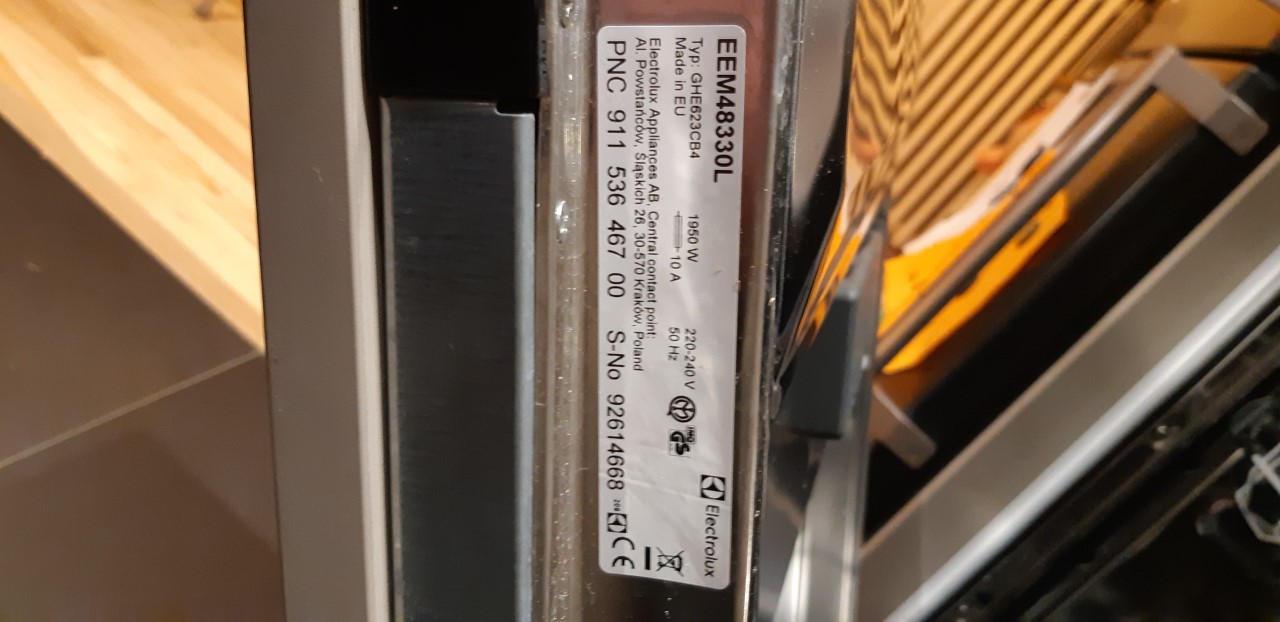 EEM48330L
Typ: GHE623CB4 1950 W 220-240 V
Made in EU 10 A 50 Hz
GS
Electrolux
Electrolux Appliances AB, Central contact point:
Al. Powstańców, Śląskich 26, 30-570 Kraków, Poland
PNC 911 536 467 00 S-No 92614668 CE